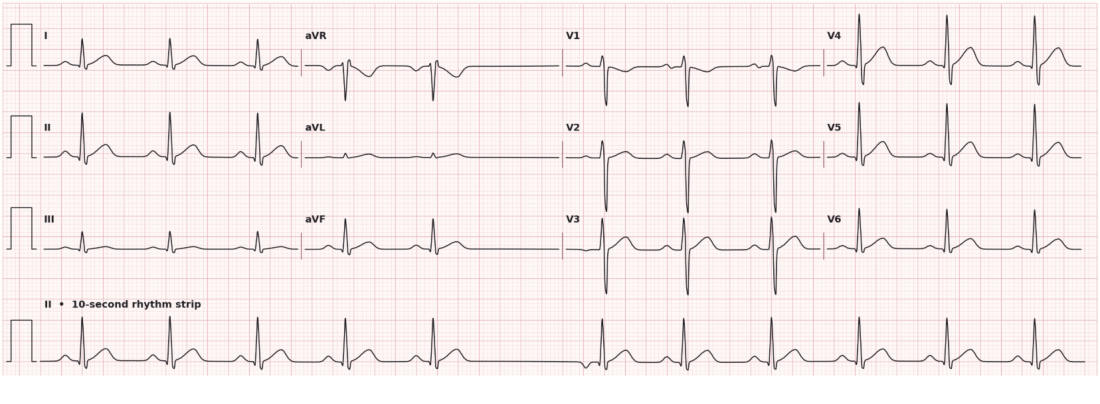 I aVR V1 V4
II aVL V2 V5
III aVF V3 V6
II • 10-second rhythm strip